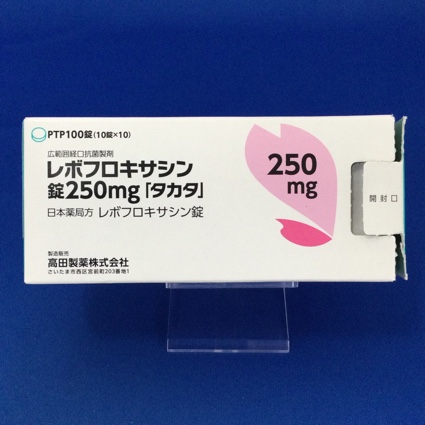 PTP100錠(10錠×10)
広範囲経口抗菌製剤
レボフロキサシン
錠250mg「タカタ」
日本薬局方 レボフロキサシン錠
250
mg
開封口
製造販売
高田製薬株式会社
さいたま市西区宮前町203番地1